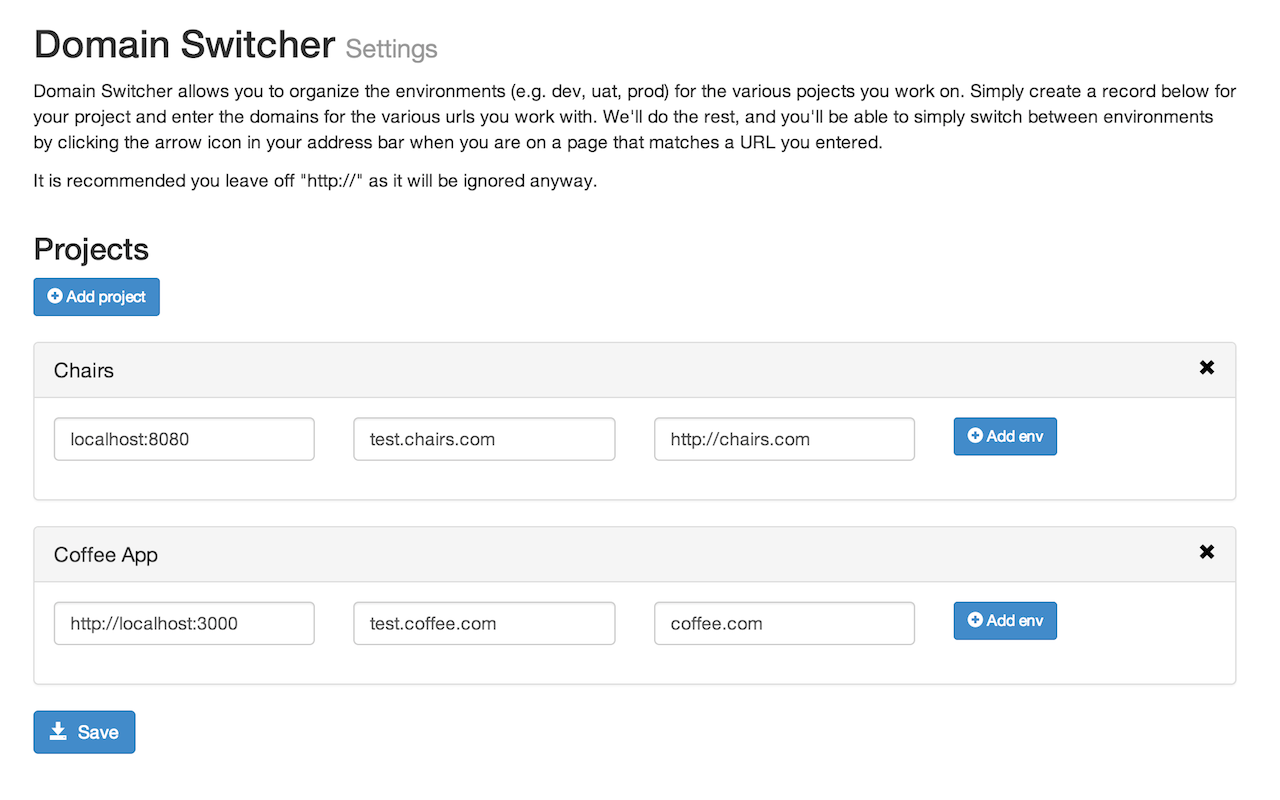 Domain Switcher Settings
Domain Switcher allows you to organize the environments (e.g. dev, uat, prod) for the various pojects you work on. Simply create a record below for
your project and enter the domains for the various urls you work with. We'll do the rest, and you'll be able to simply switch between environments
by clicking the arrow icon in your address bar when you are on a page that matches a URL you entered.
It is recommended you leave off "http://" as it will be ignored anyway.
Projects
Add project
Chairs
localhost:8080 test.chairs.com http://chairs.com Add env
Coffee App
http://localhost:3000 test.coffee.com coffee.com Add env
Save